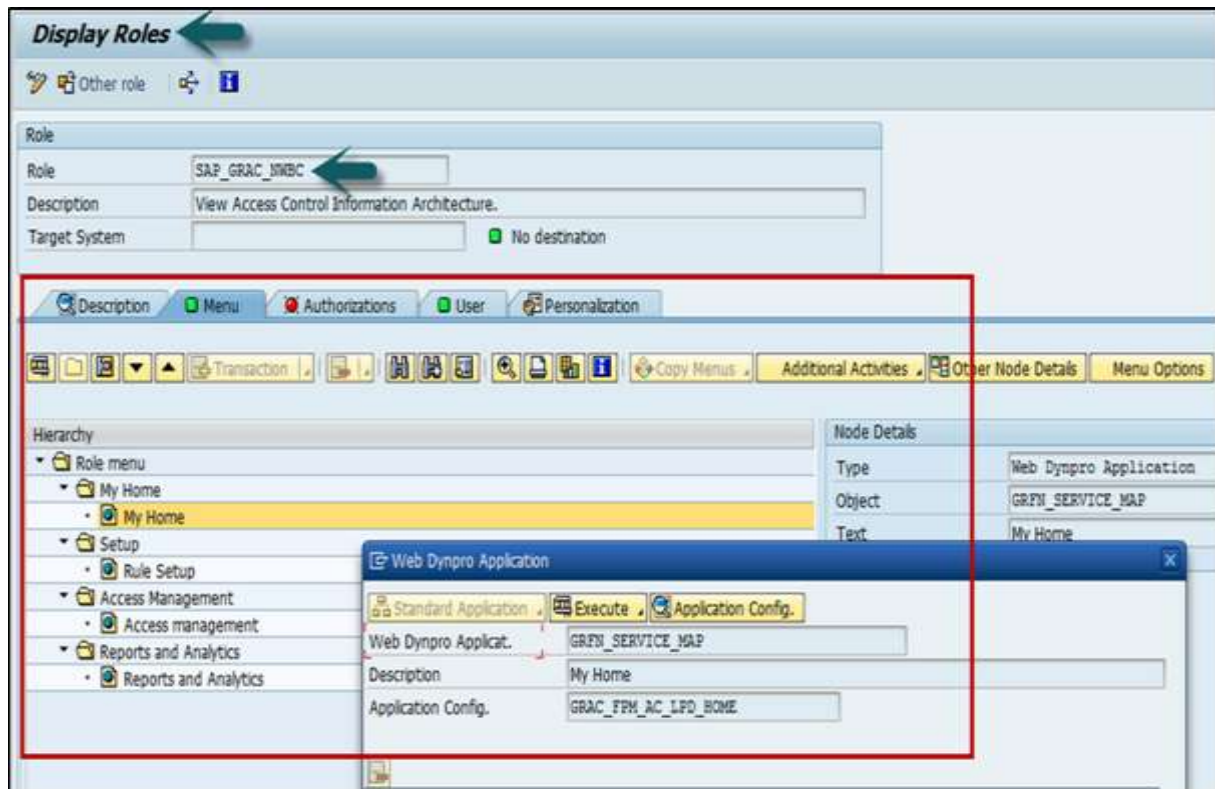 Display Roles
Other role
Role
Role SAP_GRAC_NWBC
Description View Access Control Information Architecture.
Target System No destination
Description Menu Authorizations User Personalization
Transaction Copy Menus Additional Activities Other Node Details Menu Options
Hierarchy Node Details
Role menu Type Web Dynpro Application
My Home Object GRFN_SERVICE_MAP
My Home Text My Home
Setup
Rule Setup
Access Management
Access management
Reports and Analytics
Reports and Analytics
Web Dynpro Application
Standard Application Execute Application Config.
Web Dynpro Applicat. GRFN_SERVICE_MAP
Description My Home
Application Config. GRAC_FPM_AC_LPD_HOME